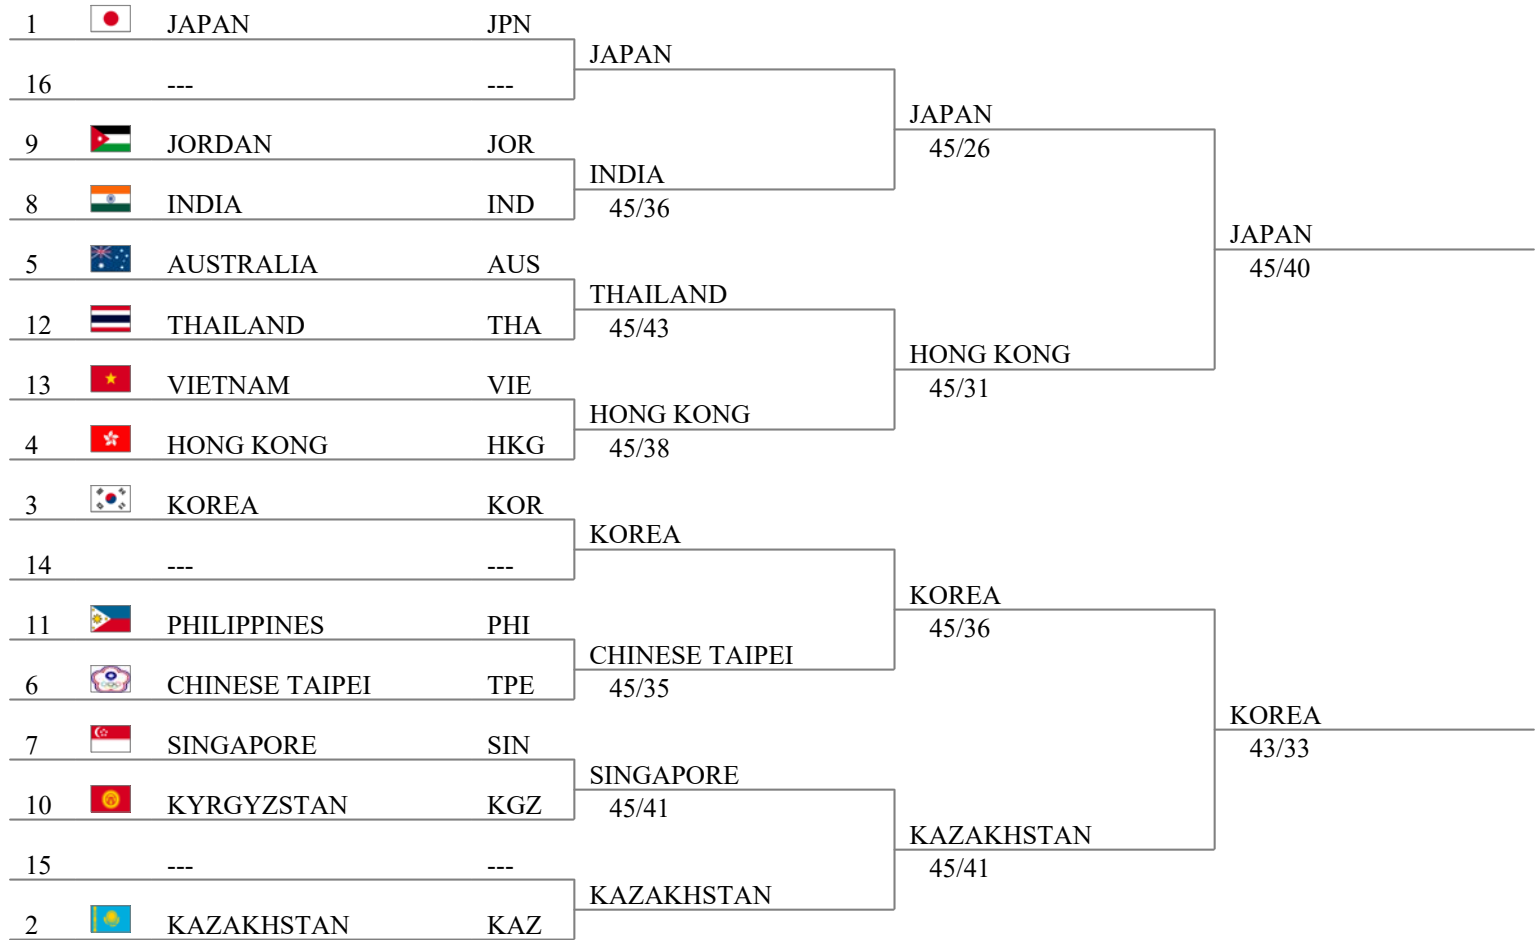 1 JAPAN JPN
JAPAN
16 --- ---
JAPAN
45/26
9 JORDAN JOR
INDIA
45/36
8 INDIA IND
JAPAN
45/40
5 AUSTRALIA AUS
THAILAND
45/43
12 THAILAND THA
HONG KONG
45/31
13 VIETNAM VIE
HONG KONG
45/38
4 HONG KONG HKG
3 KOREA KOR
KOREA
14 --- ---
KOREA
45/36
11 PHILIPPINES PHI
CHINESE TAIPEI
45/35
6 CHINESE TAIPEI TPE
KOREA
43/33
7 SINGAPORE SIN
SINGAPORE
45/41
10 KYRGYZSTAN KGZ
KAZAKHSTAN
45/41
15 --- ---
KAZAKHSTAN
2 KAZAKHSTAN KAZ